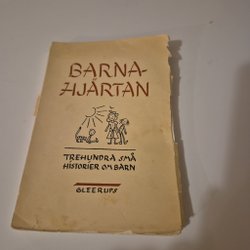 BARNA-
HJÄRTAN
TREHUNDRA SMÅ
HISTORIER OM BARN
GLEERUPS